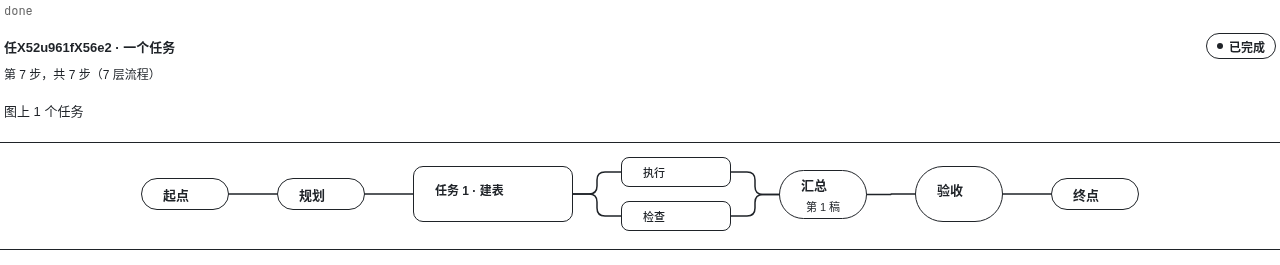 done
任X52u961fX56e2 · 一个任务
已完成
第 7 步，共 7 步（7 层流程）
图上 1 个任务
起点
规划
任务 1 · 建表
执行
检查
汇总
第 1 稿
验收
终点